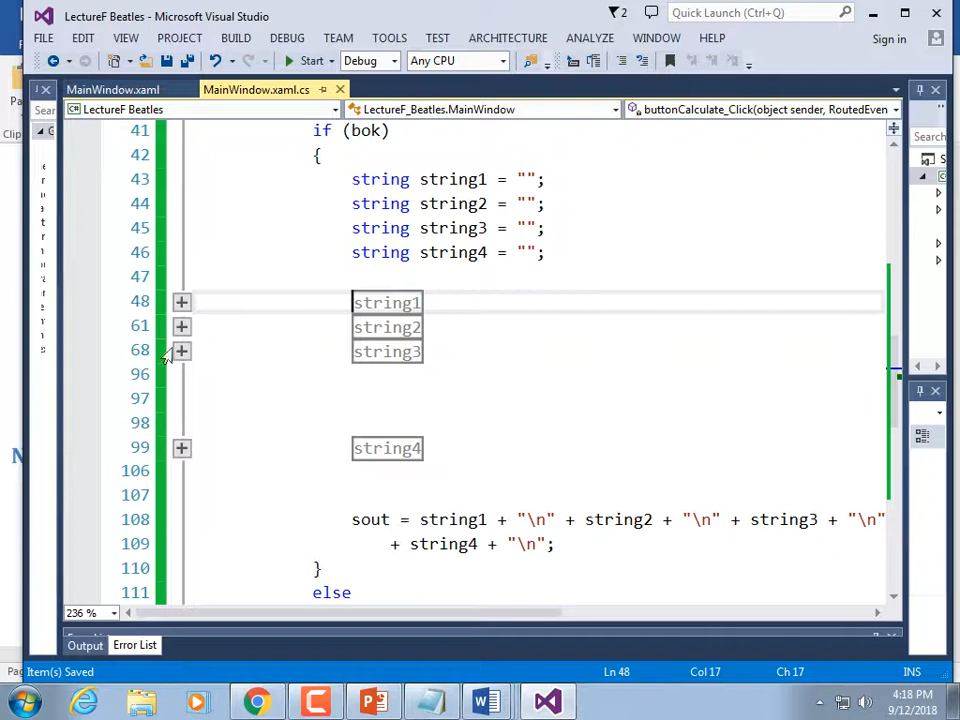 LectureF Beatles - Microsoft Visual Studio
2
Quick Launch (Ctrl+Q)
FILE EDIT VIEW PROJECT BUILD DEBUG TEAM TOOLS TEST ARCHITECTURE ANALYZE WINDOW HELP Sign in
Start Debug Any CPU
MainWindow.xaml MainWindow.xaml.cs
LectureF Beatles LectureF_Beatles.MainWindow buttonCalculate_Click(object sender, RoutedEven
Sear
Search
41 if (bok)
42 {
43 string string1 = "";
44 string string2 = "";
45 string string3 = "";
46 string string4 = "";
47
48 string1
61 string2
68 string3
96
97
98
99 string4
106
107
108 sout = string1 + "\n" + string2 + "\n" + string3 + "\n"
109 + string4 + "\n";
110 }
111 else
236 %
Output Error List
Item(s) Saved Ln 48 Col 17 Ch 17 INS
4:18 PM
9/12/2018